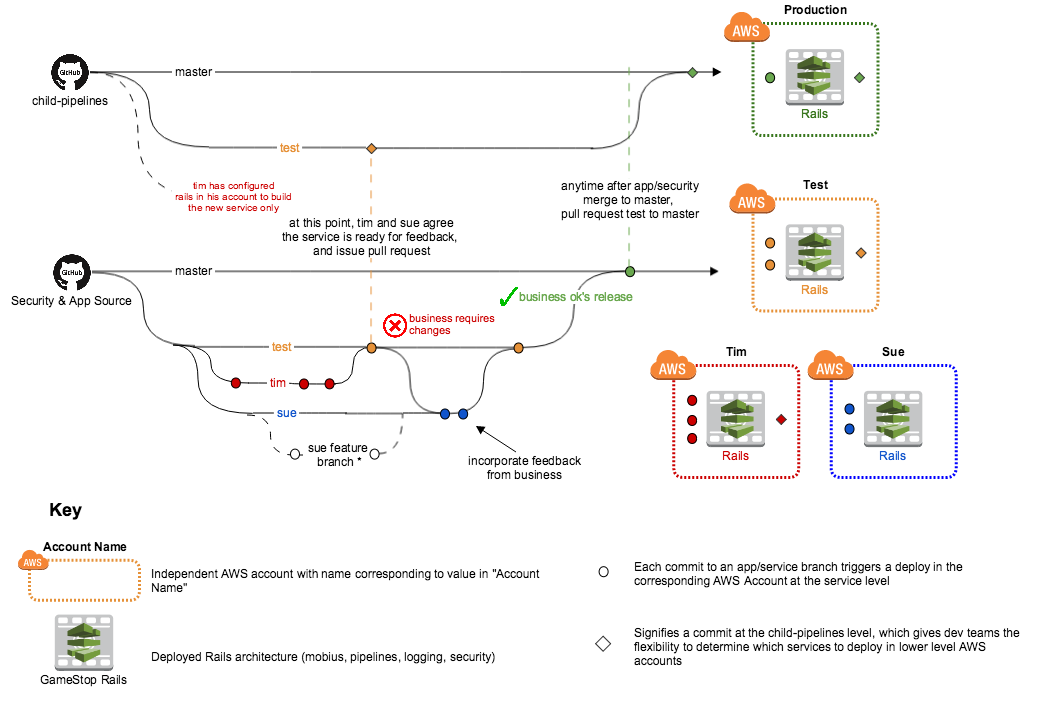 Production
AWS
GitHub
master
child-pipelines
Rails
test
tim has configured
rails in his account to build
the new service only
anytime after app/security
merge to master,
pull request test to master
Test
AWS
at this point, tim and sue agree
the service is ready for feedback,
and issue pull request
GitHub
master
Security & App Source
Rails
business ok's release
business requires
changes
test
Tim
Sue
AWS
AWS
tim
sue
sue feature
branch *
incorporate feedback
from business
Rails
Rails
Key
Account Name
AWS
Independent AWS account with name corresponding to value in "Account
Name"
Each commit to an app/service branch triggers a deploy in the
corresponding AWS Account at the service level
Deployed Rails architecture (mobius, pipelines, logging, security)
GameStop Rails
Signifies a commit at the child-pipelines level, which gives dev teams the
flexibility to determine which services to deploy in lower level AWS
accounts